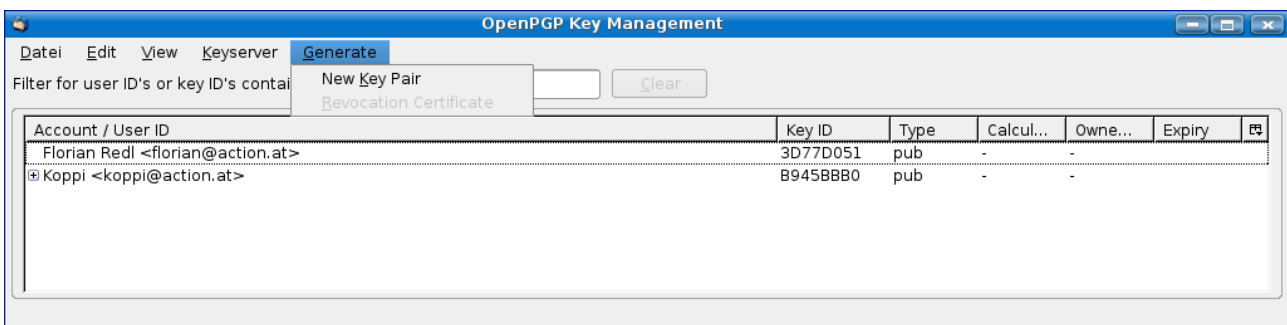 OpenPGP Key Management
Datei Edit View Keyserver Generate
New Key Pair
Filter for user ID's or key ID's contai Clear
Revocation Certificate
Account / User ID Key ID Type Calcul... Owne... Expiry
Florian Redl <florian@action.at> 3D77D051 pub - -
Koppi <koppi@action.at> B945BBB0 pub - -